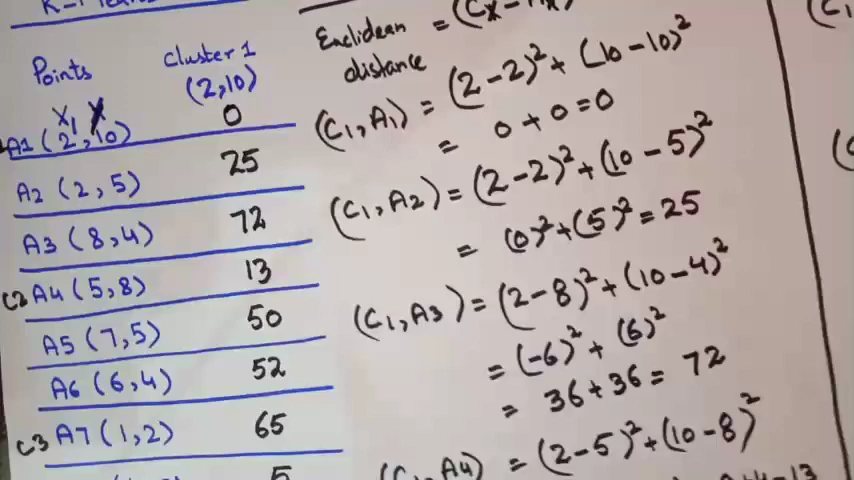 Points Cluster 1
(2,10)
X, Y
A1 (2,10) 0
A2 (2,5) 25
A3 (8,4) 72
C2 A4 (5,8) 13
A5 (7,5) 50
A6 (6,4) 52
C3 A7 (1,2) 65
5
Euclidean
distance =
(C1,A1) = (2-2)² + (10-10)²
= 0+0=0
(C1,A2) = (2-2)² + (10-5)²
= (0)² + (5)² = 25
(C1,A3) = (2-8)² + (10-4)²
= (-6)² + (6)²
= 36+36 = 72
A4) = (2-5)² + (10-8)²